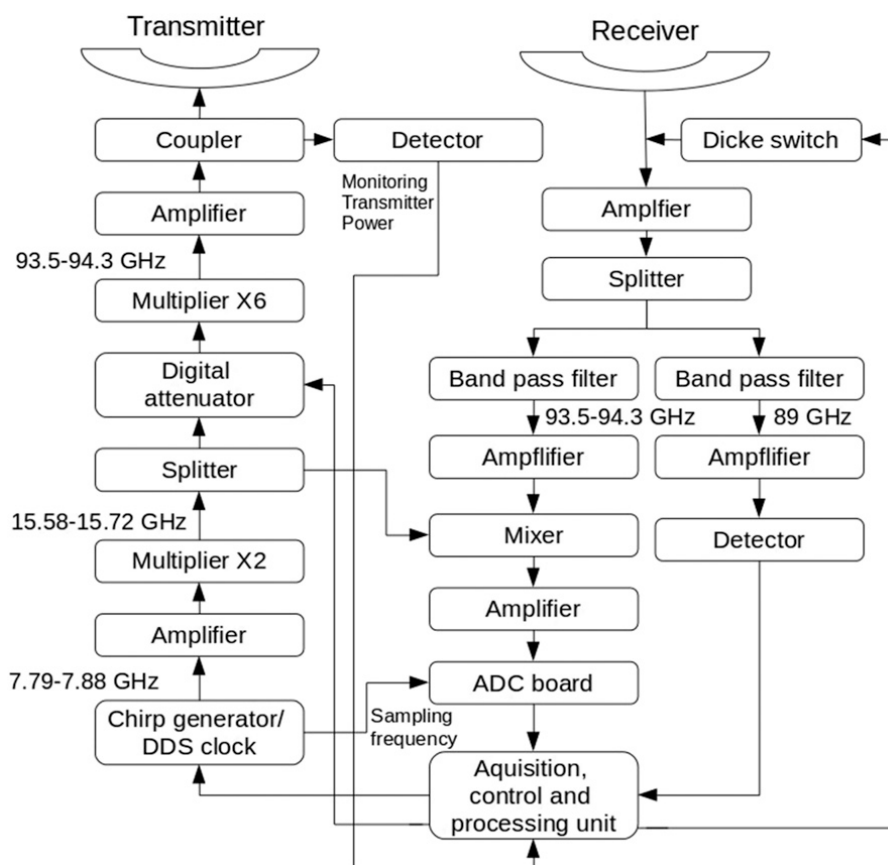 Transmitter
Receiver
Coupler
Detector
Dicke switch
Monitoring
Transmitter
Power
Amplifier
Amplfier
93.5-94.3 GHz
Splitter
Multiplier X6
Digital
attenuator
Band pass filter
Band pass filter
93.5-94.3 GHz
89 GHz
Splitter
Ampflifier
Ampflifier
15.58-15.72 GHz
Mixer
Detector
Multiplier X2
Amplifier
Amplifier
7.79-7.88 GHz
ADC board
Chirp generator/
DDS clock
Sampling
frequency
Aquisition,
control and
processing unit